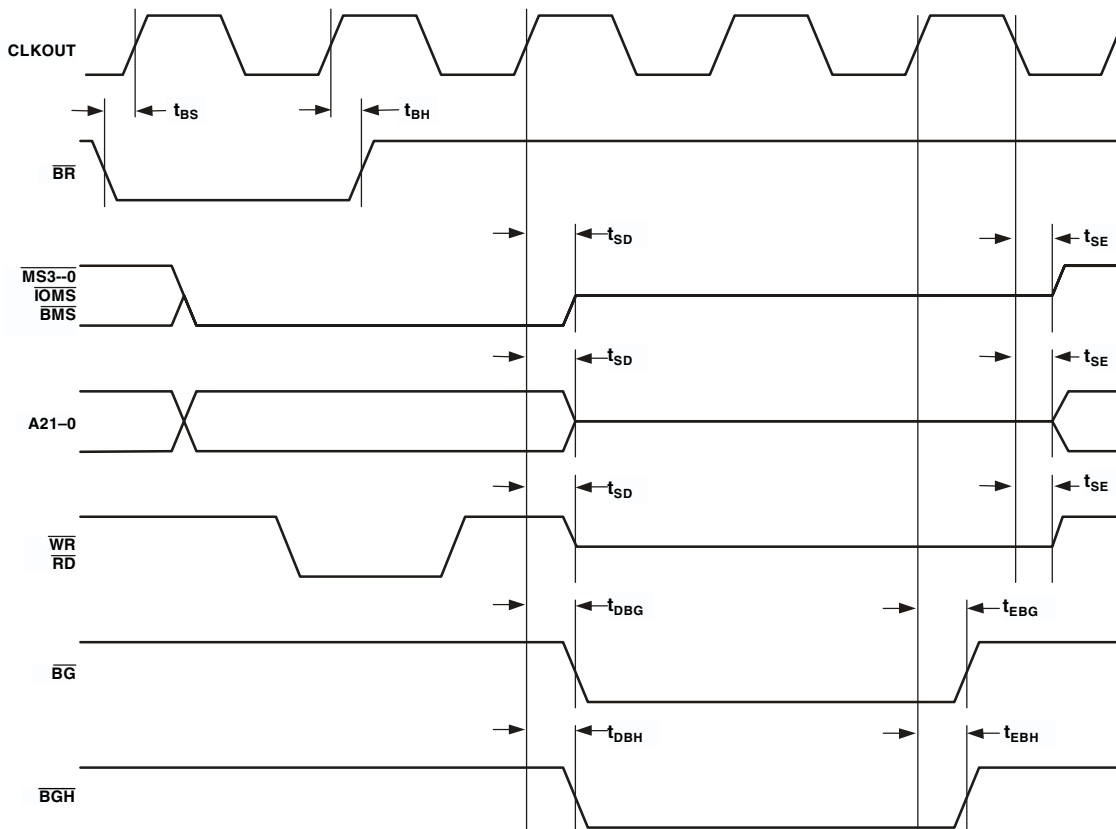 CLKOUT
tBS
tBH
BR
tSD
tSE
MS3--0
IOMS
BMS
tSD
tSE
A21–0
tSD
tSE
WR
RD
tDBG
tEBG
BG
tDBH
tEBH
BGH